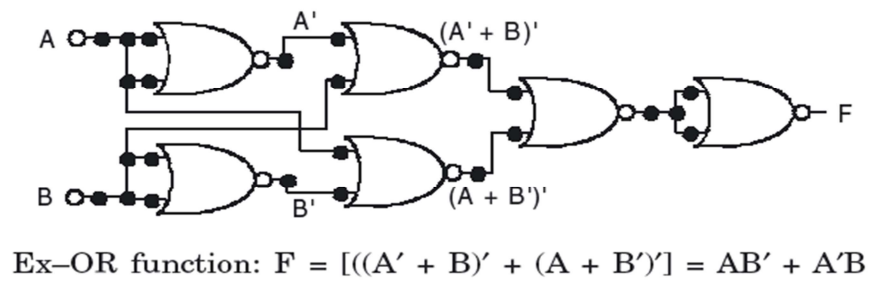 A
A'
(A' + B)'
F
B
B'
(A + B')'
Ex–OR function: F = [((A′ + B)′ + (A + B′)′] = AB′ + A′B